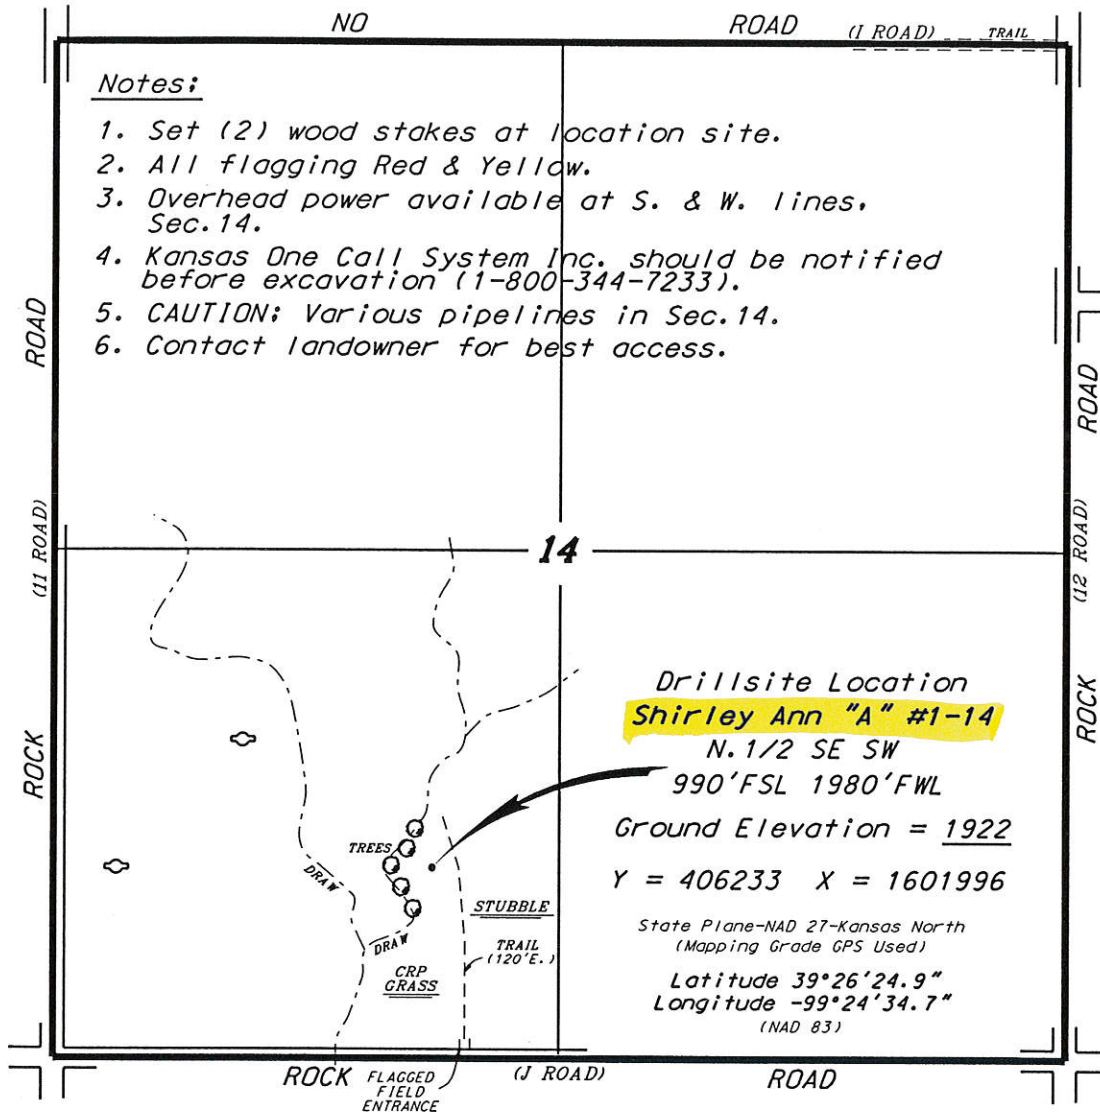 NO ROAD (I ROAD) TRAIL
Notes:
1. Set (2) wood stakes at location site.
2. All flagging Red & Yellow.
3. Overhead power available at S. & W. lines,
Sec.14.
4. Kansas One Call System Inc. should be notified
before excavation (1-800-344-7233).
5. CAUTION: Various pipelines in Sec.14.
6. Contact landowner for best access.
ROAD
(11 ROAD)
ROCK
ROAD
(12 ROAD)
ROCK
14
Drillsite Location
Shirley Ann "A" #1-14
N.1/2 SE SW
990'FSL 1980'FWL
Ground Elevation = 1922
Y = 406233 X = 1601996
State Plane-NAD 27-Kansas North
(Mapping Grade GPS Used)
Latitude 39°26'24.9"
Longitude -99°24'34.7"
(NAD 83)
TREES
DRAW
DRAW
STUBBLE
TRAIL
(120'E.)
CRP
GRASS
ROCK (J ROAD) ROAD
FLAGGED
FIELD
ENTRANCE